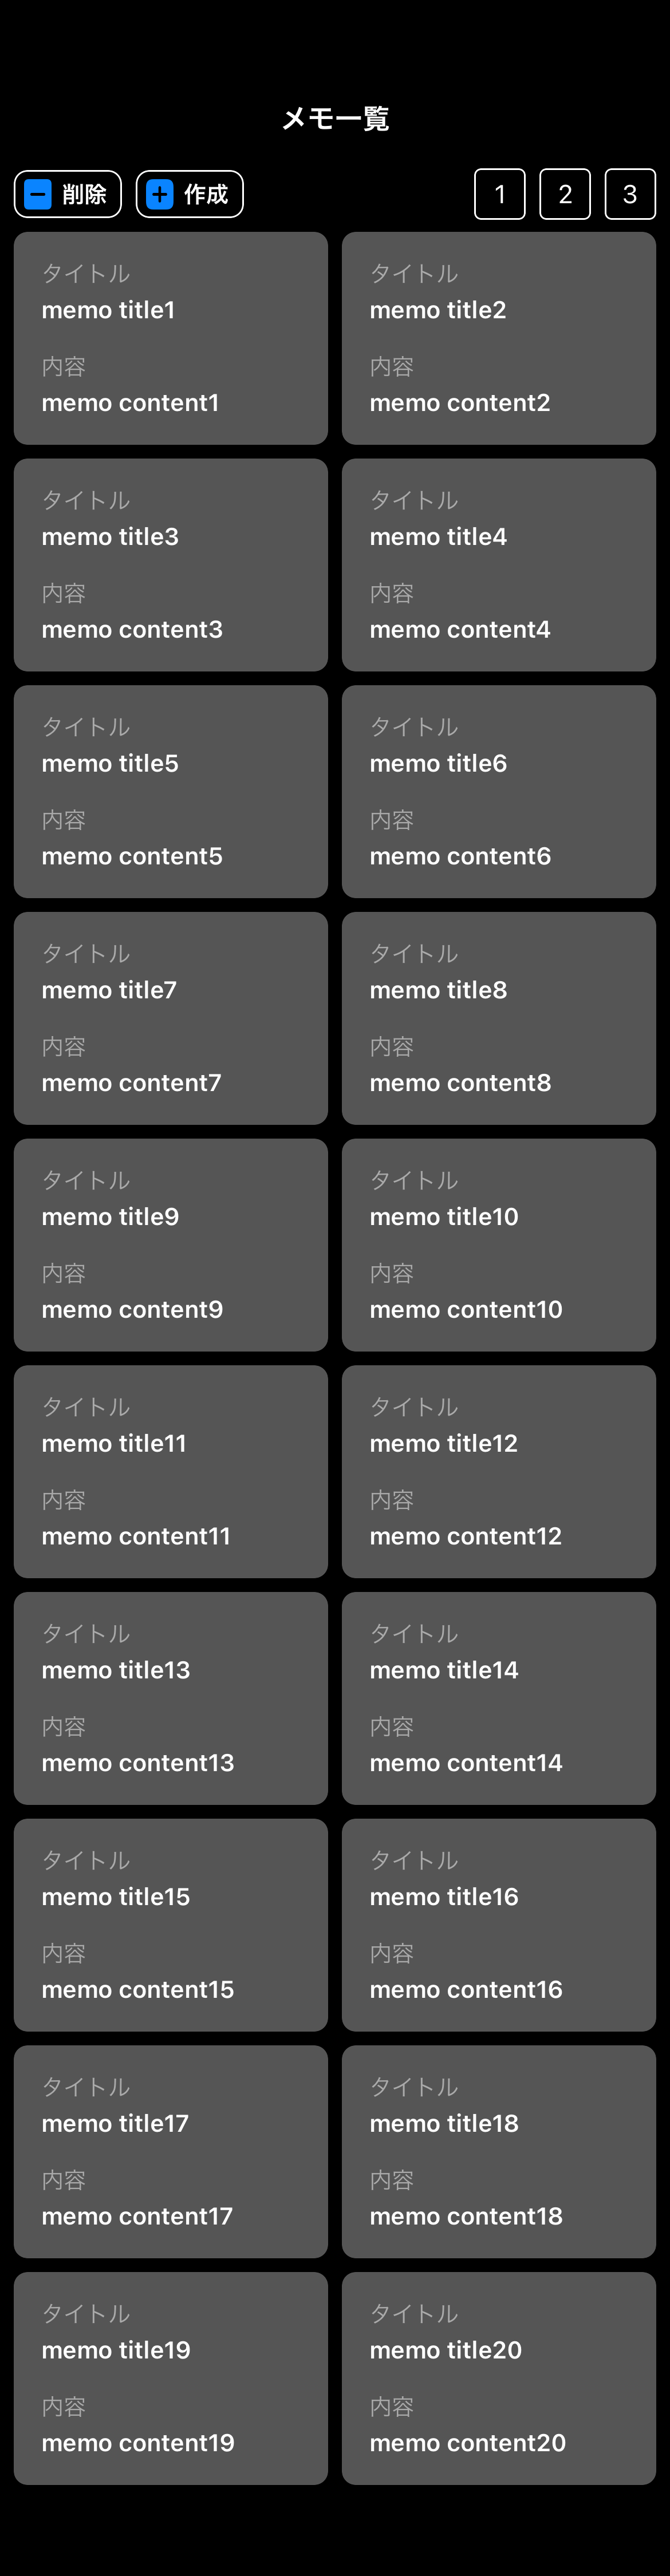 メモ一覧
削除 作成 1 2 3
タイトル
memo title1
内容
memo content1
タイトル
memo title2
内容
memo content2
タイトル
memo title3
内容
memo content3
タイトル
memo title4
内容
memo content4
タイトル
memo title5
内容
memo content5
タイトル
memo title6
内容
memo content6
タイトル
memo title7
内容
memo content7
タイトル
memo title8
内容
memo content8
タイトル
memo title9
内容
memo content9
タイトル
memo title10
内容
memo content10
タイトル
memo title11
内容
memo content11
タイトル
memo title12
内容
memo content12
タイトル
memo title13
内容
memo content13
タイトル
memo title14
内容
memo content14
タイトル
memo title15
内容
memo content15
タイトル
memo title16
内容
memo content16
タイトル
memo title17
内容
memo content17
タイトル
memo title18
内容
memo content18
タイトル
memo title19
内容
memo content19
タイトル
memo title20
内容
memo content20